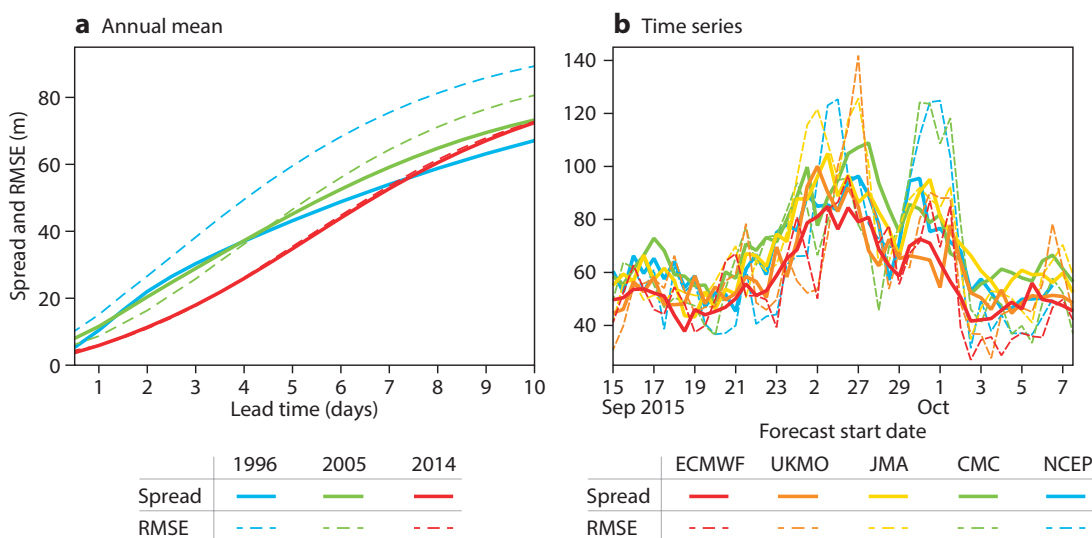 a Annual mean
b Time series
Spread and RMSE (m)
80
60
40
20
0
1 2 3 4 5 6 7 8 9 10
Lead time (days)
140
120
100
80
60
40
15 17 19 21 23 2 27 29 1 3 5 7
Sep 2015 Oct
Forecast start date
1996 2005 2014
Spread
RMSE
ECMWF UKMO JMA CMC NCEP
Spread
RMSE